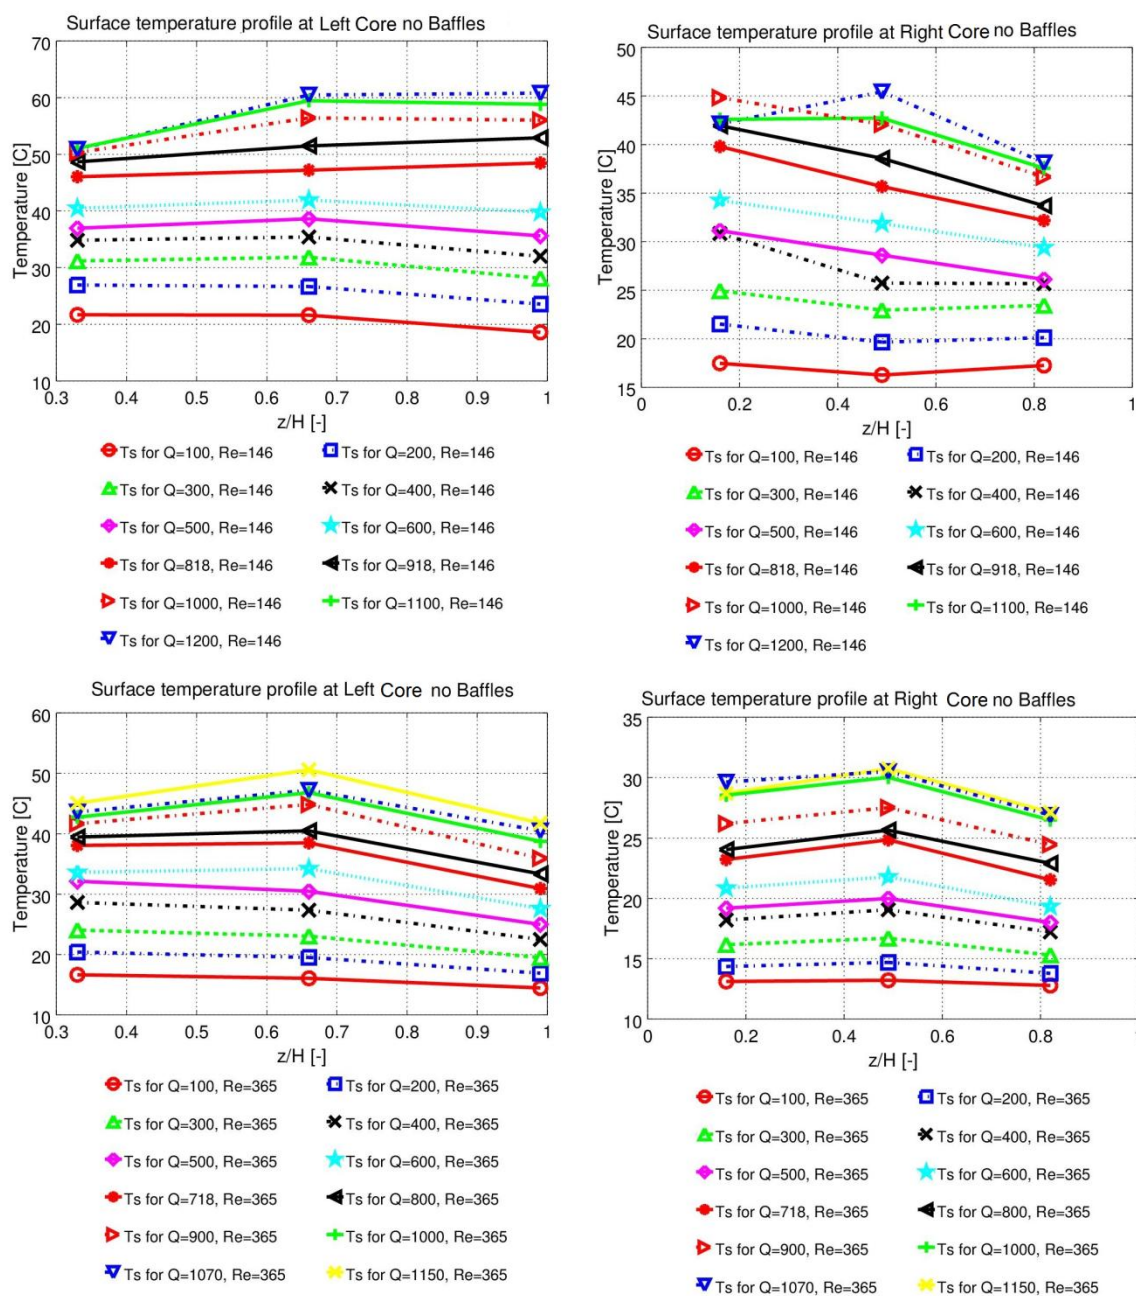 Surface temperature profile at Left Core no Baffles
70
60
50
40
30
20
10
Temperature [C]
0.3 0.4 0.5 0.6 0.7 0.8 0.9 1
z/H [-]
Ts for Q=100, Re=146 Ts for Q=200, Re=146
Ts for Q=300, Re=146 Ts for Q=400, Re=146
Ts for Q=500, Re=146 Ts for Q=600, Re=146
Ts for Q=818, Re=146 Ts for Q=918, Re=146
Ts for Q=1000, Re=146 Ts for Q=1100, Re=146
Ts for Q=1200, Re=146
Surface temperature profile at Right Core no Baffles
50
45
40
35
30
25
20
15
Temperature [C]
0 0.2 0.4 0.6 0.8 1
z/H [-]
Ts for Q=100, Re=146 Ts for Q=200, Re=146
Ts for Q=300, Re=146 Ts for Q=400, Re=146
Ts for Q=500, Re=146 Ts for Q=600, Re=146
Ts for Q=818, Re=146 Ts for Q=918, Re=146
Ts for Q=1000, Re=146 Ts for Q=1100, Re=146
Ts for Q=1200, Re=146
Surface temperature profile at Left Core no Baffles
60
50
40
30
20
10
Temperature [C]
0.3 0.4 0.5 0.6 0.7 0.8 0.9 1
z/H [-]
Ts for Q=100, Re=365 Ts for Q=200, Re=365
Ts for Q=300, Re=365 Ts for Q=400, Re=365
Ts for Q=500, Re=365 Ts for Q=600, Re=365
Ts for Q=718, Re=365 Ts for Q=800, Re=365
Ts for Q=900, Re=365 Ts for Q=1000, Re=365
Ts for Q=1070, Re=365 Ts for Q=1150, Re=365
Surface temperature profile at Right Core no Baffles
35
30
25
20
15
10
Temperature [C]
0 0.2 0.4 0.6 0.8
z/H [-]
Ts for Q=100, Re=365 Ts for Q=200, Re=365
Ts for Q=300, Re=365 Ts for Q=400, Re=365
Ts for Q=500, Re=365 Ts for Q=600, Re=365
Ts for Q=718, Re=365 Ts for Q=800, Re=365
Ts for Q=900, Re=365 Ts for Q=1000, Re=365
Ts for Q=1070, Re=365 Ts for Q=1150, Re=365